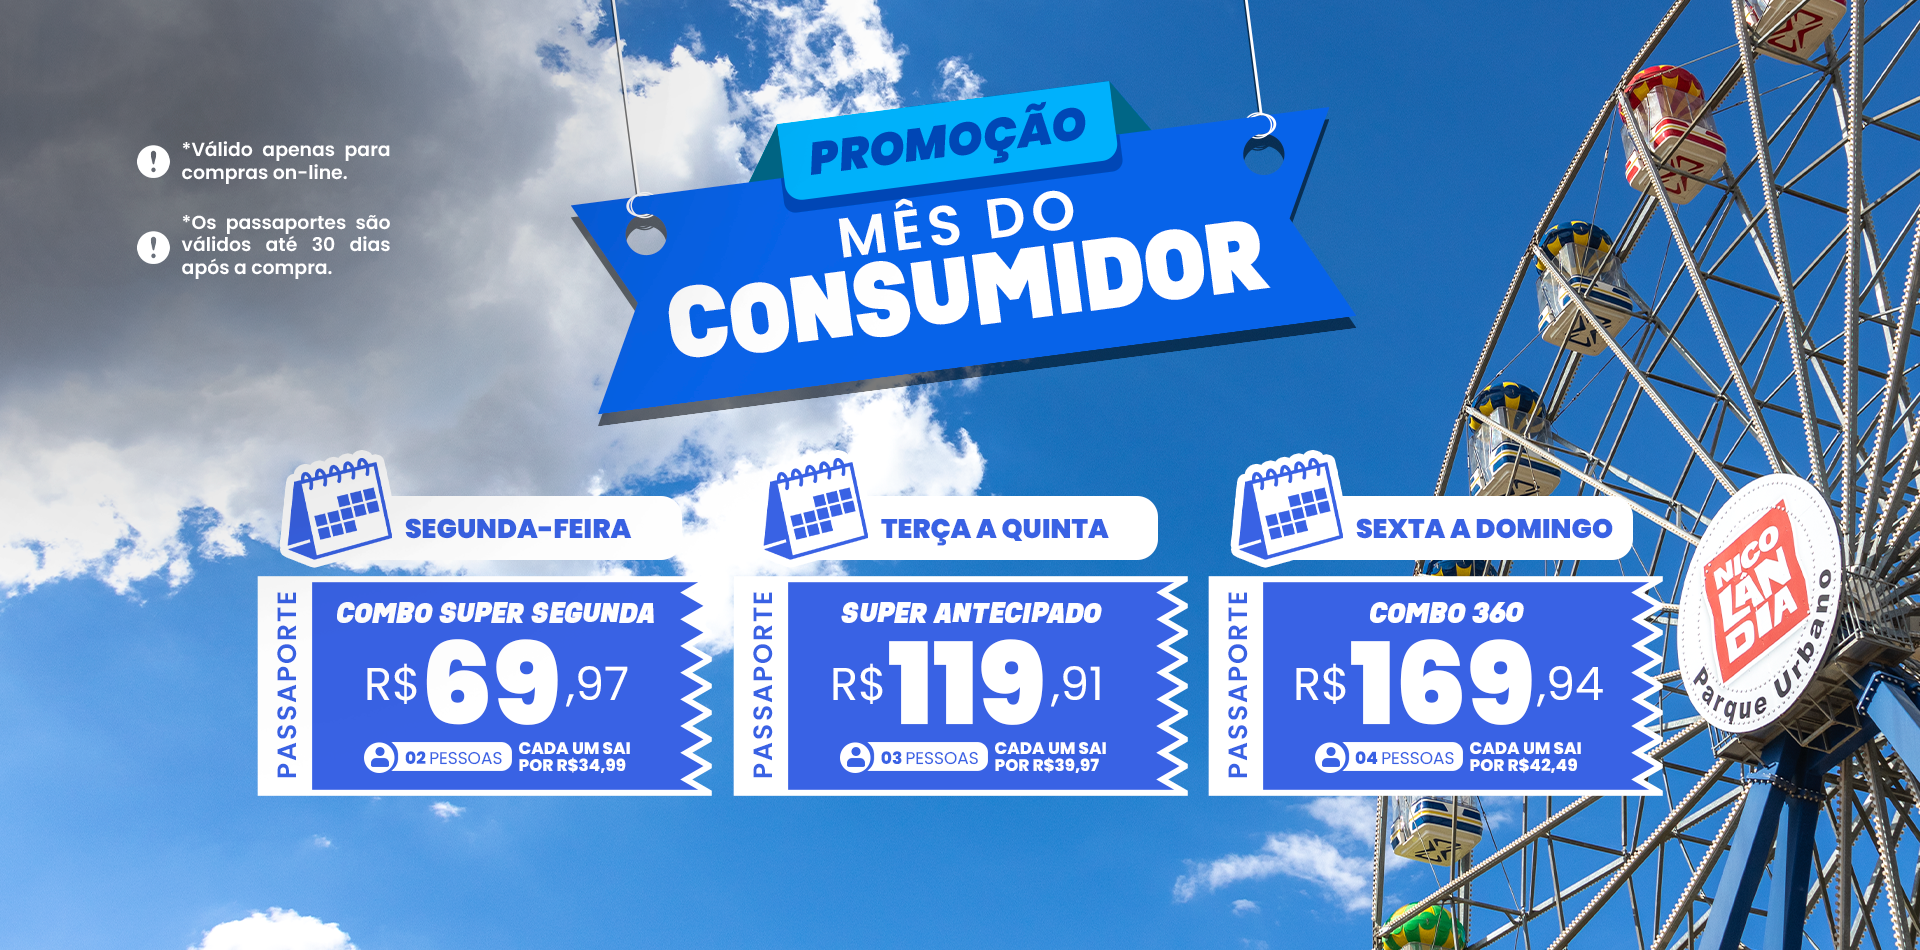 *Válido apenas para
compras on-line.
*Os passaportes são
válidos até 30 dias
após a compra.
PROMOÇÃO
MÊS DO
CONSUMIDOR
SEGUNDA-FEIRA
PASSAPORTE
COMBO SUPER SEGUNDA
R$69,97
02 PESSOAS
CADA UM SAI
POR R$34,99
TERÇA A QUINTA
PASSAPORTE
SUPER ANTECIPADO
R$119,91
03 PESSOAS
CADA UM SAI
POR R$39,97
SEXTA A DOMINGO
PASSAPORTE
COMBO 360
R$169,94
04 PESSOAS
CADA UM SAI
POR R$42,49
NICO
LÂN
DIA
Parque Urbano